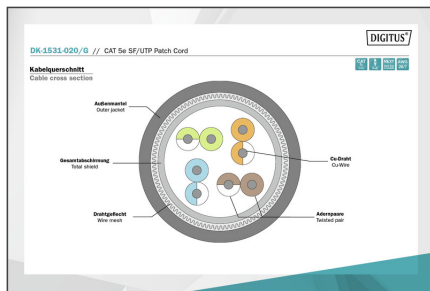 DIGITUS®
DK-1531-020/G // CAT 5e SF/UTP Patch Cord
Kabelquerschnitt
Cable cross section
Außenmantel
Outer jacket
Gesamtabschirmung
Total shield
Drahtgeflecht
Wire mesh
Cu-Draht
Cu-Wire
Adernpaare
Twisted pair